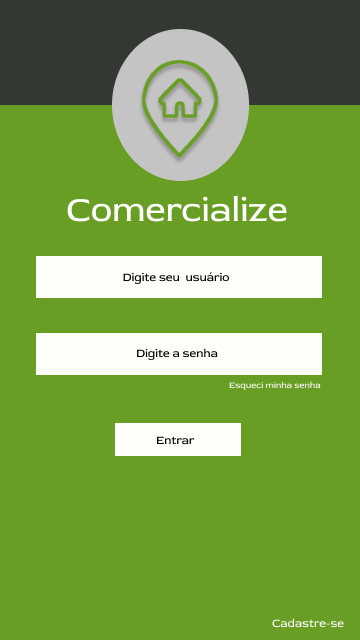 Comercialize
Digite seu usuário
Digite a senha
Esqueci minha senha
Entrar
Cadastre-se